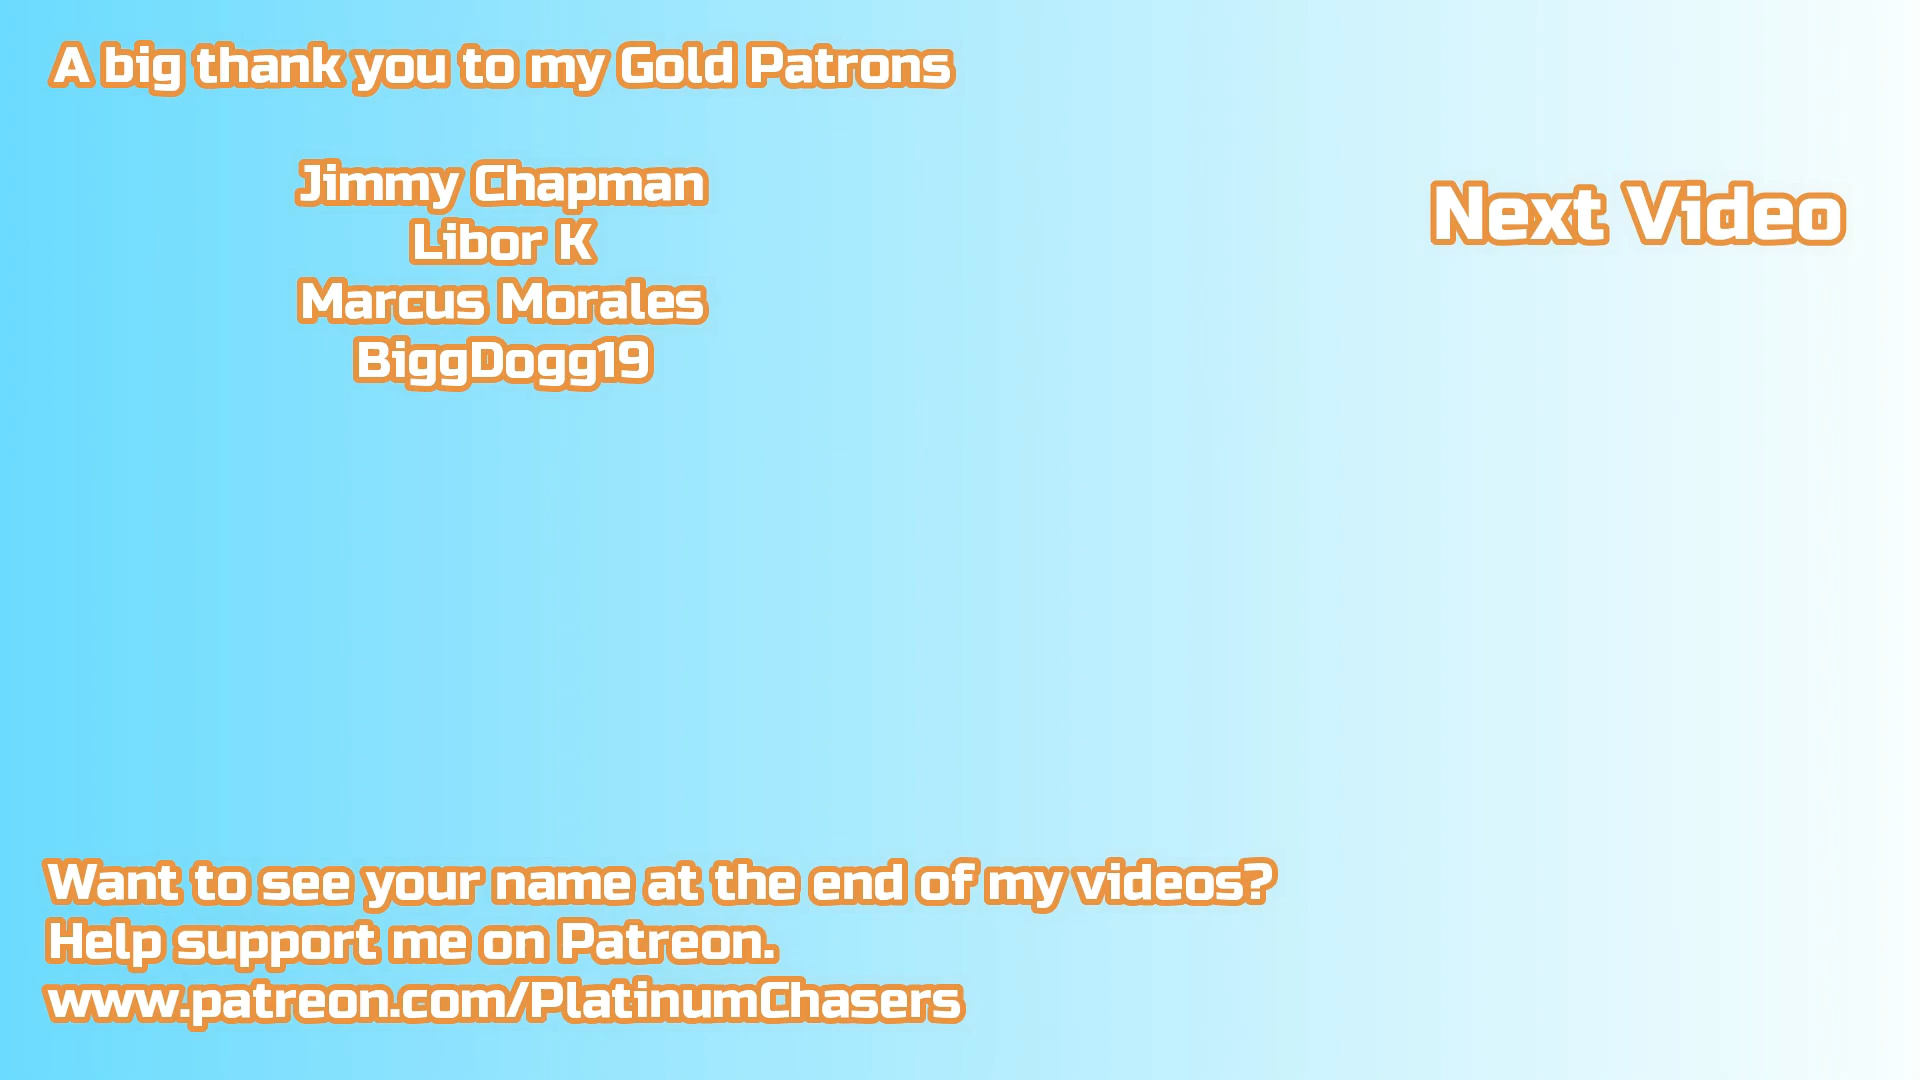 A big thank you to my Gold Patrons
Jimmy Chapman
Libor K
Marcus Morales
BiggDogg19
Next Video
Want to see your name at the end of my videos?
Help support me on Patreon.
www.patreon.com/PlatinumChasers